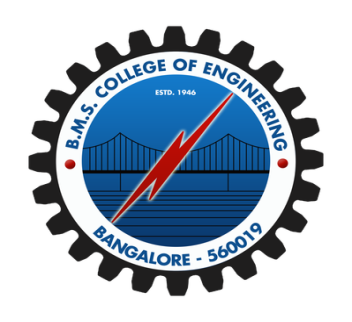 B.M.S. COLLEGE OF ENGINEERING
ESTD. 1946
BANGALORE - 560019